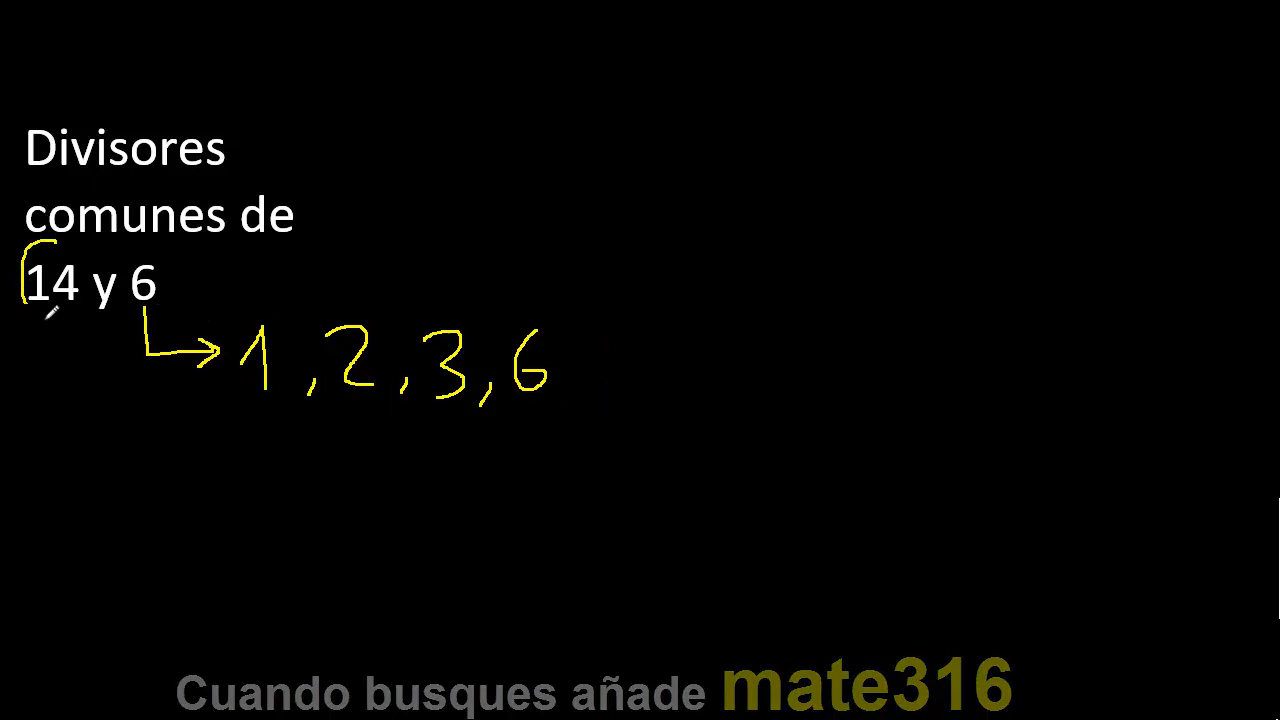 Divisores
comunes de
14 y 6
1, 2, 3, 6
Cuando busques añade mate316